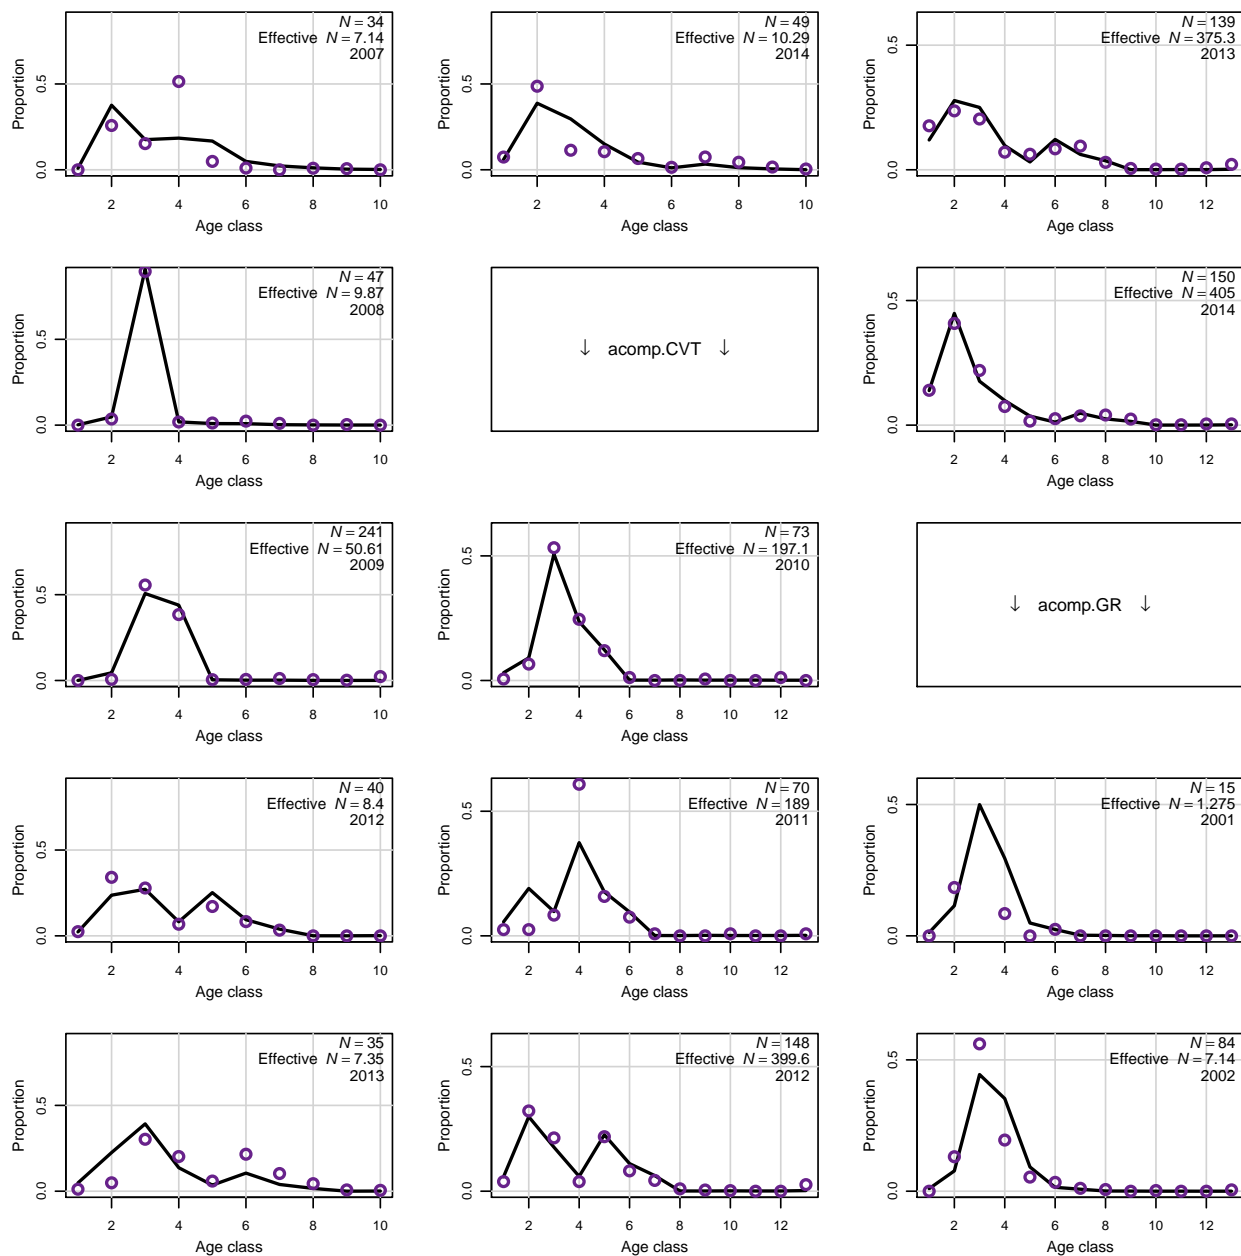 N = 34
Effective N = 7.14
2007
Proportion
0.0
0.5
2 4 6 8 10
Age class
N = 47
Effective N = 9.87
2008
Proportion
0.0
0.5
2 4 6 8 10
Age class
N = 241
Effective N = 50.61
2009
Proportion
0.0
0.5
2 4 6 8 10
Age class
N = 40
Effective N = 8.4
2012
Proportion
0.0
0.5
2 4 6 8 10
Age class
N = 35
Effective N = 7.35
2013
Proportion
0.0
0.5
2 4 6 8 10
Age class
N = 49
Effective N = 10.29
2014
Proportion
0.0
0.5
2 4 6 8 10
Age class
↓ acomp.CVT ↓
N = 73
Effective N = 197.1
2010
Proportion
0.0
0.5
2 4 6 8 10 12
Age class
N = 70
Effective N = 189
2011
Proportion
0.0
0.5
2 4 6 8 10 12
Age class
N = 148
Effective N = 399.6
2012
Proportion
0.0
0.5
2 4 6 8 10 12
Age class
N = 139
Effective N = 375.3
2013
Proportion
0.0
0.5
2 4 6 8 10 12
Age class
N = 150
Effective N = 405
2014
Proportion
0.0
0.5
2 4 6 8 10 12
Age class
↓ acomp.GR ↓
N = 15
Effective N = 1.275
2001
Proportion
0.0
0.5
2 4 6 8 10 12
Age class
N = 84
Effective N = 7.14
2002
Proportion
0.0
0.5
2 4 6 8 10 12
Age class